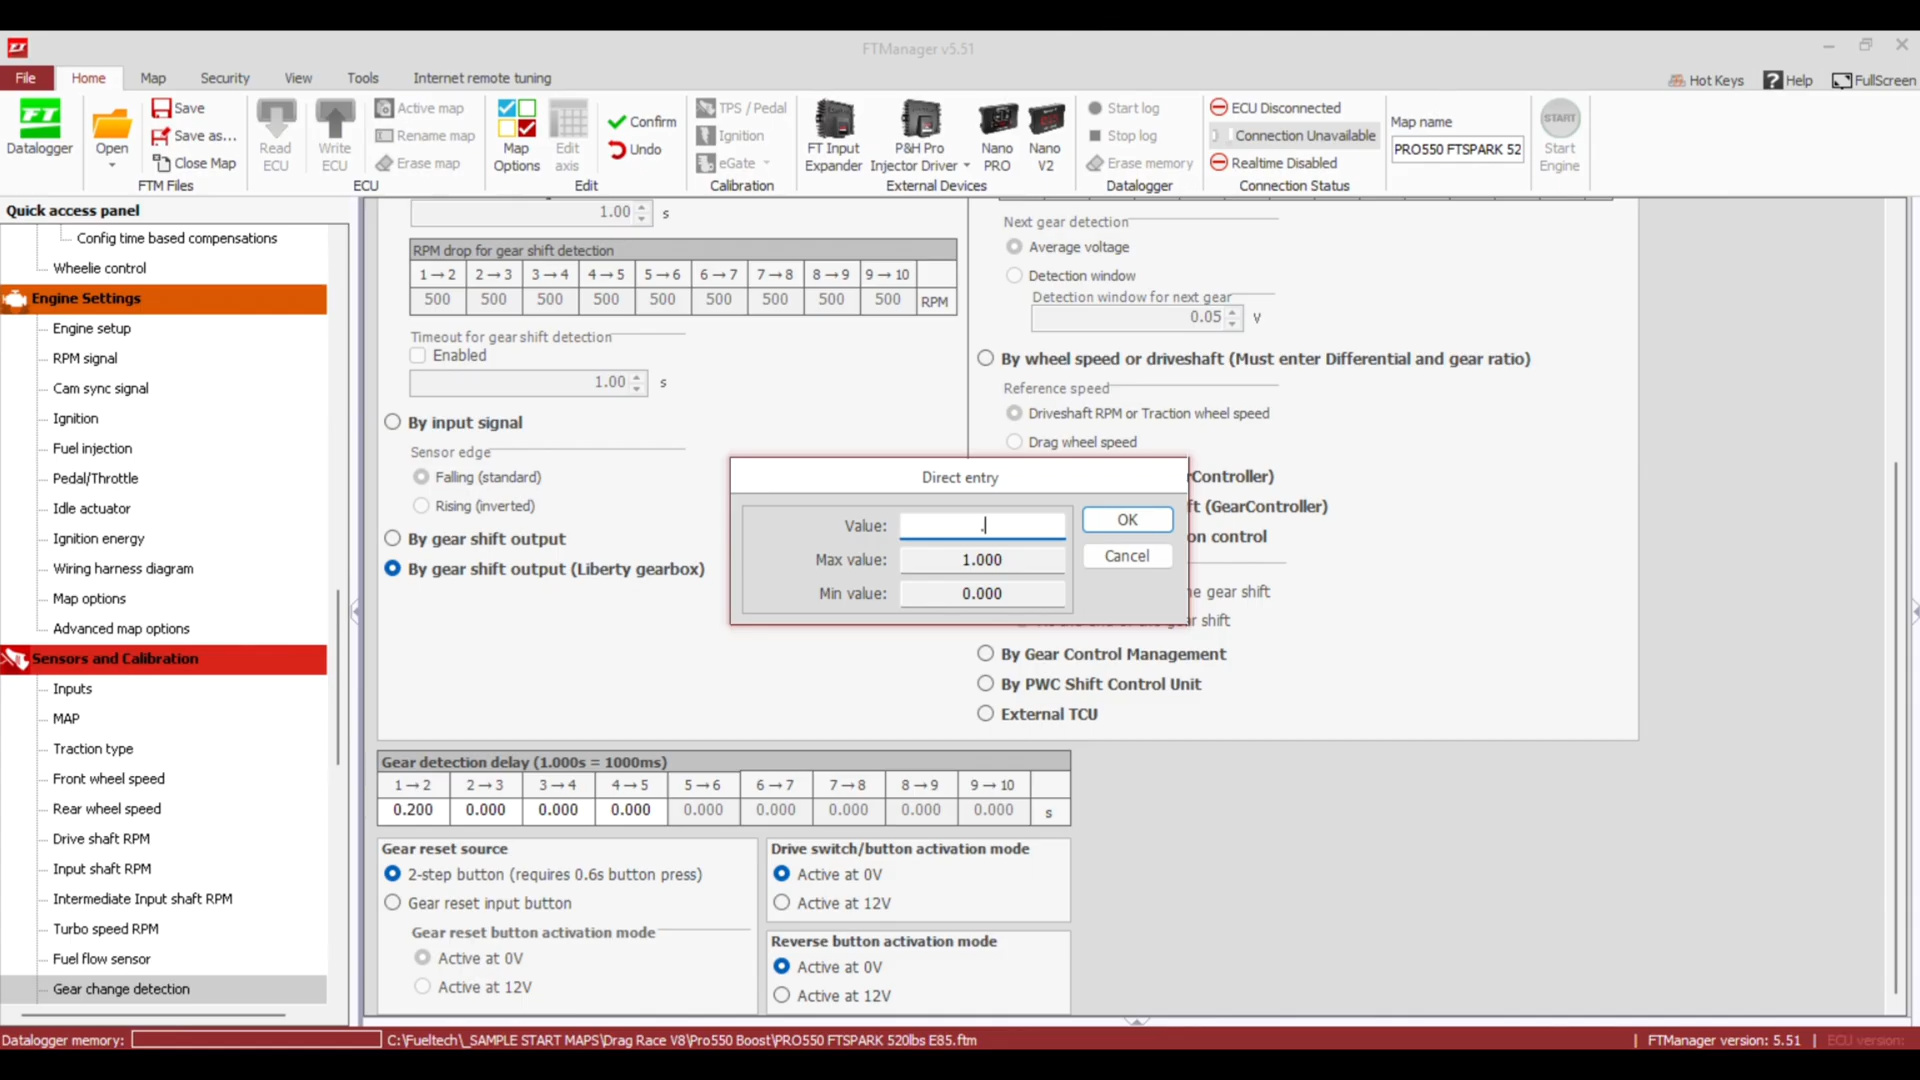 FTManager v5.51
File Home Map Security View Tools Internet remote tuning
Hot Keys Help FullScreen
FT
Datalogger
Open
Save
Save as...
Close Map
FTM Files
Read ECU
Write ECU
Active map
Rename map
Erase map
ECU
Map Options
Edit axis
Confirm
Undo
Edit
TPS / Pedal
Ignition
eGate
Calibration
FT Input Expander
P&H Pro Injector Driver
Nano PRO
Nano V2
External Devices
Start log
Stop log
Erase memory
Datalogger
ECU Disconnected
Connection Unavailable
Realtime Disabled
Connection Status
Map name
PRO550 FTSPARK 52
START
Start Engine
Quick access panel
Config time based compensations
Wheelie control
Engine Settings
Engine setup
RPM signal
Cam sync signal
Ignition
Fuel injection
Pedal/Throttle
Idle actuator
Ignition energy
Wiring harness diagram
Map options
Advanced map options
Sensors and Calibration
Inputs
MAP
Traction type
Front wheel speed
Rear wheel speed
Drive shaft RPM
Input shaft RPM
Intermediate Input shaft RPM
Turbo speed RPM
Fuel flow sensor
Gear change detection
1.00 s
RPM drop for gear shift detection
1→2 2→3 3→4 4→5 5→6 6→7 7→8 8→9 9→10
500 500 500 500 500 500 500 500 500 RPM
Timeout for gear shift detection
Enabled
1.00 s
By input signal
Sensor edge
Falling (standard)
Rising (inverted)
By gear shift output
By gear shift output (Liberty gearbox)
Next gear detection
Average voltage
Detection window
Detection window for next gear
0.05 V
By wheel speed or driveshaft (Must enter Differential and gear ratio)
Reference speed
Driveshaft RPM or Traction wheel speed
Drag wheel speed
rController)
ft (GearController)
on control
e gear shift
r shift
By Gear Control Management
By PWC Shift Control Unit
External TCU
Direct entry
Value: .
Max value: 1.000
Min value: 0.000
OK
Cancel
Gear detection delay (1.000s = 1000ms)
1→2 2→3 3→4 4→5 5→6 6→7 7→8 8→9 9→10
0.200 0.000 0.000 0.000 0.000 0.000 0.000 0.000 0.000 s
Gear reset source
2-step button (requires 0.6s button press)
Gear reset input button
Gear reset button activation mode
Active at 0V
Active at 12V
Drive switch/button activation mode
Active at 0V
Active at 12V
Reverse button activation mode
Active at 0V
Active at 12V
Datalogger memory:
C:\Fueltech\_SAMPLE START MAPS\Drag Race V8\Pro550 Boost\PRO550 FTSPARK 520lbs E85.ftm
FTManager version: 5.51
ECU version: